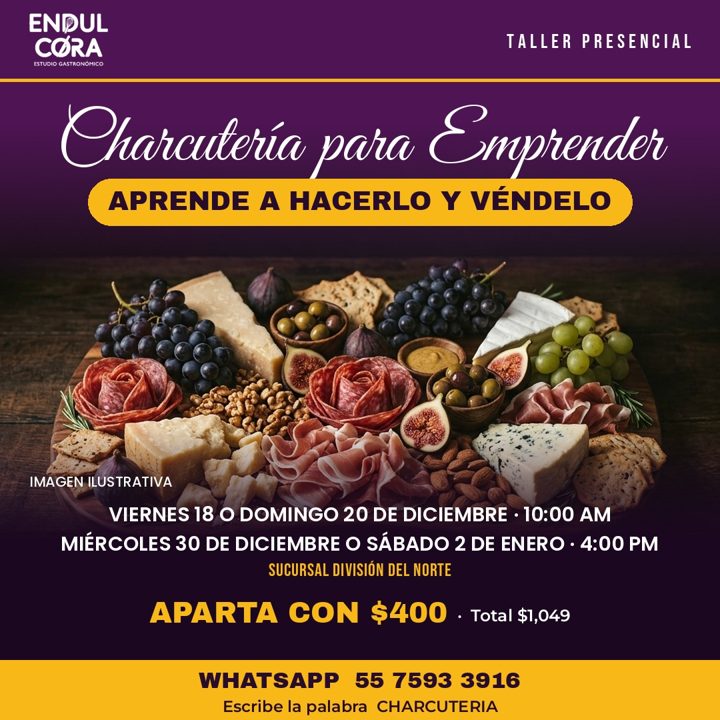 ENDUL
CØRA
ESTUDIO GASTRONÓMICO
TALLER PRESENCIAL
Charcutería para Emprender
APRENDE A HACERLO Y VÉNDELO
IMAGEN ILUSTRATIVA
VIERNES 18 O DOMINGO 20 DE DICIEMBRE · 10:00 AM
MIÉRCOLES 30 DE DICIEMBRE O SÁBADO 2 DE ENERO · 4:00 PM
SUCURSAL DIVISIÓN DEL NORTE
APARTA CON $400 · Total $1,049
WHATSAPP 55 7593 3916
Escribe la palabra CHARCUTERIA